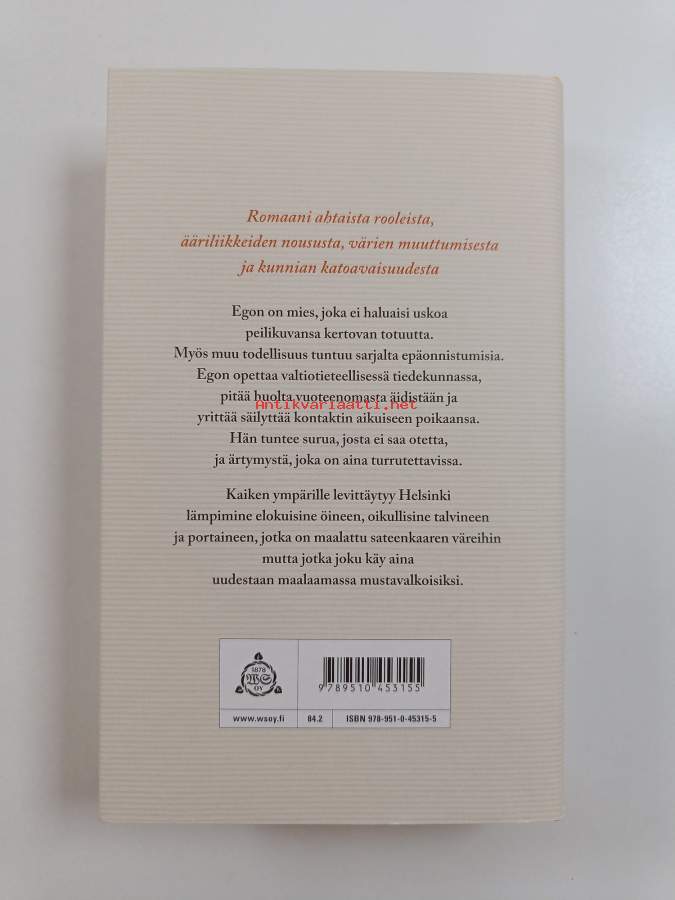 Romaani ahtaista rooleista,
ääriliikkeiden noususta, värien muuttumisesta
ja kunnian katoavaisuudesta
Egon on mies, joka ei haluaisi uskoa
peilikuvansa kertovan totuutta.
Myös muu todellisuus tuntuu sarjalta epäonnistumisia.
Egon opettaa valtiotieteellisessä tiedekunnassa,
pitää huolta vuoteenomasta äidistään ja
Antikvariaatti.net
yrittää säilyttää kontaktin aikuiseen poikaansa.
Hän tuntee surua, josta ei saa otetta,
ja ärtymystä, joka on aina turrutettavissa.
Kaiken ympärille levittäytyy Helsinki
lämpimine elokuisine öineen, oikullisine talvineen
ja portaineen, jotka on maalattu sateenkaaren väreihin
mutta jotka joku käy aina
uudestaan maalaamassa mustavalkoisiksi.
1878
WS
OY
9 789510 453155
www.wsoy.fi
84.2
ISBN 978-951-0-45315-5